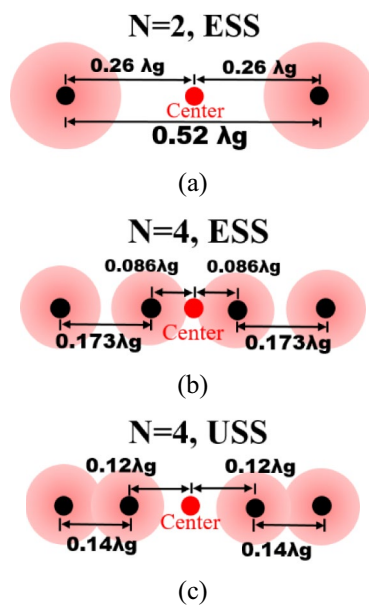 N=2, ESS
0.26 λg 0.26 λg
Center
0.52 λg
(a)
N=4, ESS
0.086λg 0.086λg
Center
0.173λg 0.173λg
(b)
N=4, USS
0.12λg 0.12λg
Center
0.14λg 0.14λg
(c)